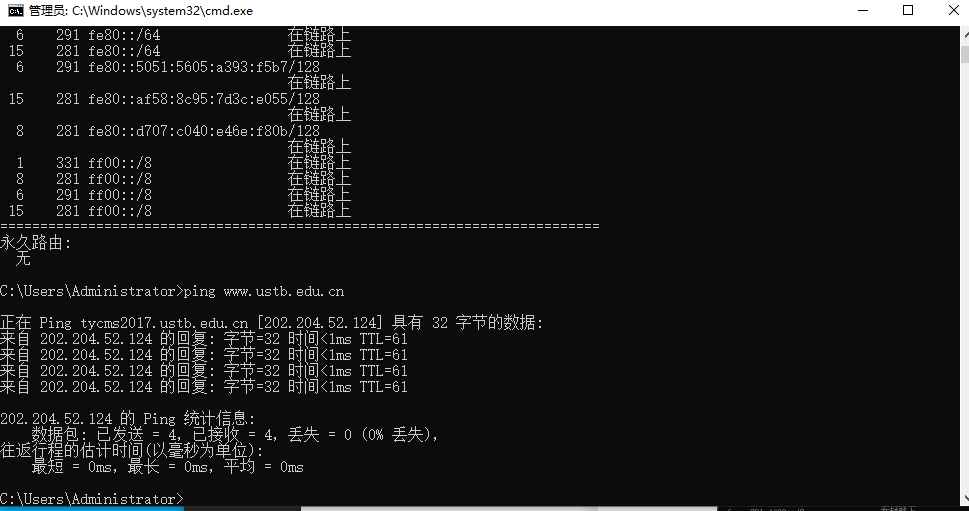 管理员: C:\Windows\system32\cmd.exe
6 291 fe80::/64 在链路上
15 281 fe80::/64 在链路上
6 291 fe80::5051:5605:a393:f5b7/128
在链路上
15 281 fe80::af58:8c95:7d3c:e055/128
在链路上
8 281 fe80::d707:c040:e46e:f80b/128
在链路上
1 331 ff00::/8 在链路上
8 281 ff00::/8 在链路上
6 291 ff00::/8 在链路上
15 281 ff00::/8 在链路上
===========================================================================
永久路由:
无
C:\Users\Administrator>ping www.ustb.edu.cn
正在 Ping tycms2017.ustb.edu.cn [202.204.52.124] 具有 32 字节的数据:
来自 202.204.52.124 的回复: 字节=32 时间<1ms TTL=61
来自 202.204.52.124 的回复: 字节=32 时间<1ms TTL=61
来自 202.204.52.124 的回复: 字节=32 时间<1ms TTL=61
来自 202.204.52.124 的回复: 字节=32 时间<1ms TTL=61
202.204.52.124 的 Ping 统计信息:
数据包: 已发送 = 4, 已接收 = 4, 丢失 = 0 (0% 丢失),
往返行程的估计时间(以毫秒为单位):
最短 = 0ms, 最长 = 0ms, 平均 = 0ms
C:\Users\Administrator>